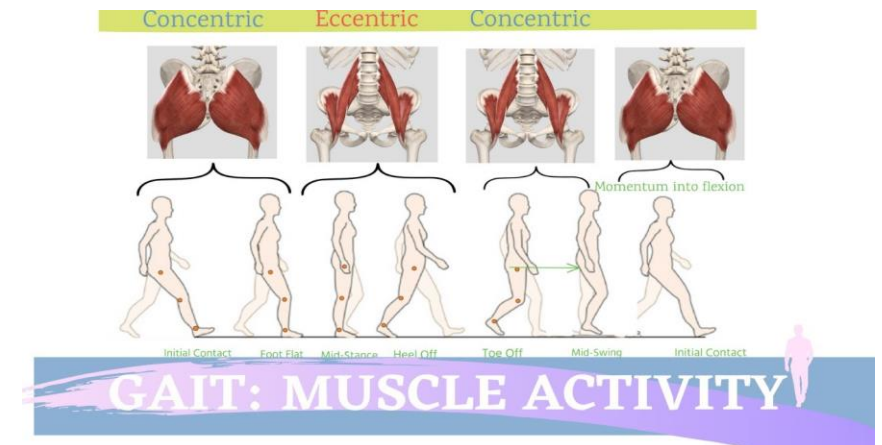 Concentric Eccentric Concentric
Momentum into flexion
Initial Contact Foot Flat Mid-Stance Heel Off Toe Off Mid-Swing Initial Contact
GAIT: MUSCLE ACTIVITY